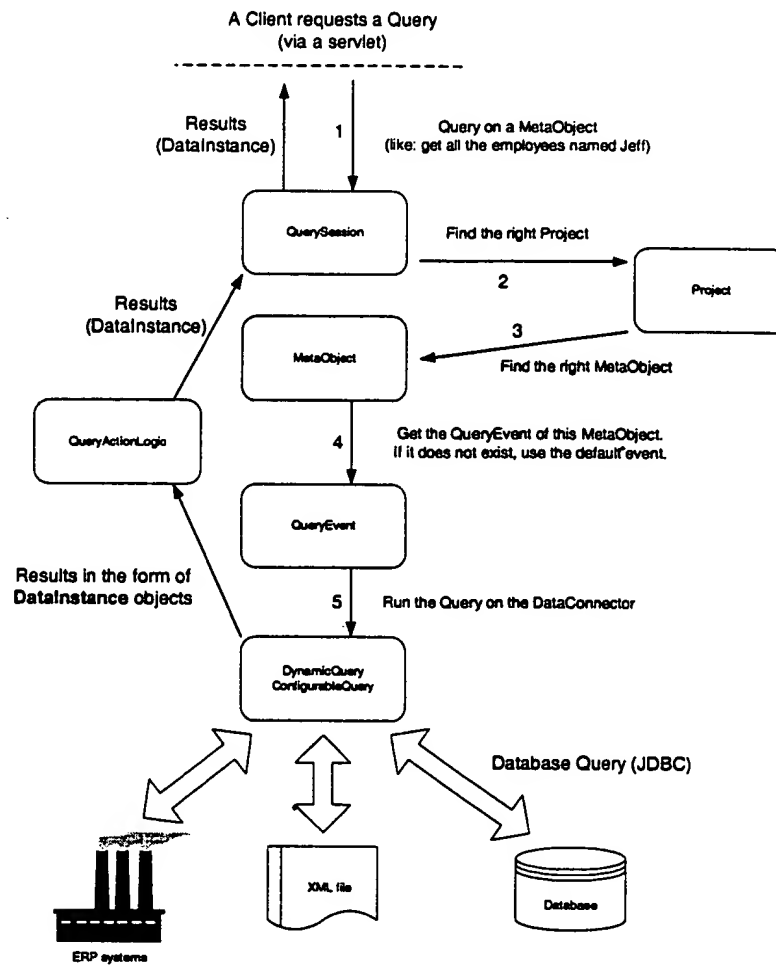 A Client requests a Query
(via a servlet)
Results
(DataInstance)
1
Query on a MetaObject
(like: get all the employees named Jeff)
QuerySession
Find the right Project
2
Project
Results
(DataInstance)
3
MetaObject
Find the right MetaObject
QueryActionLogic
4
Get the QueryEvent of this MetaObject.
If it does not exist, use the default event.
QueryEvent
Results in the form of
DataInstance objects
5
Run the Query on the DataConnector
DynamicQuery
ConfigurableQuery
Database Query (JDBC)
XML file
Database
ERP systems